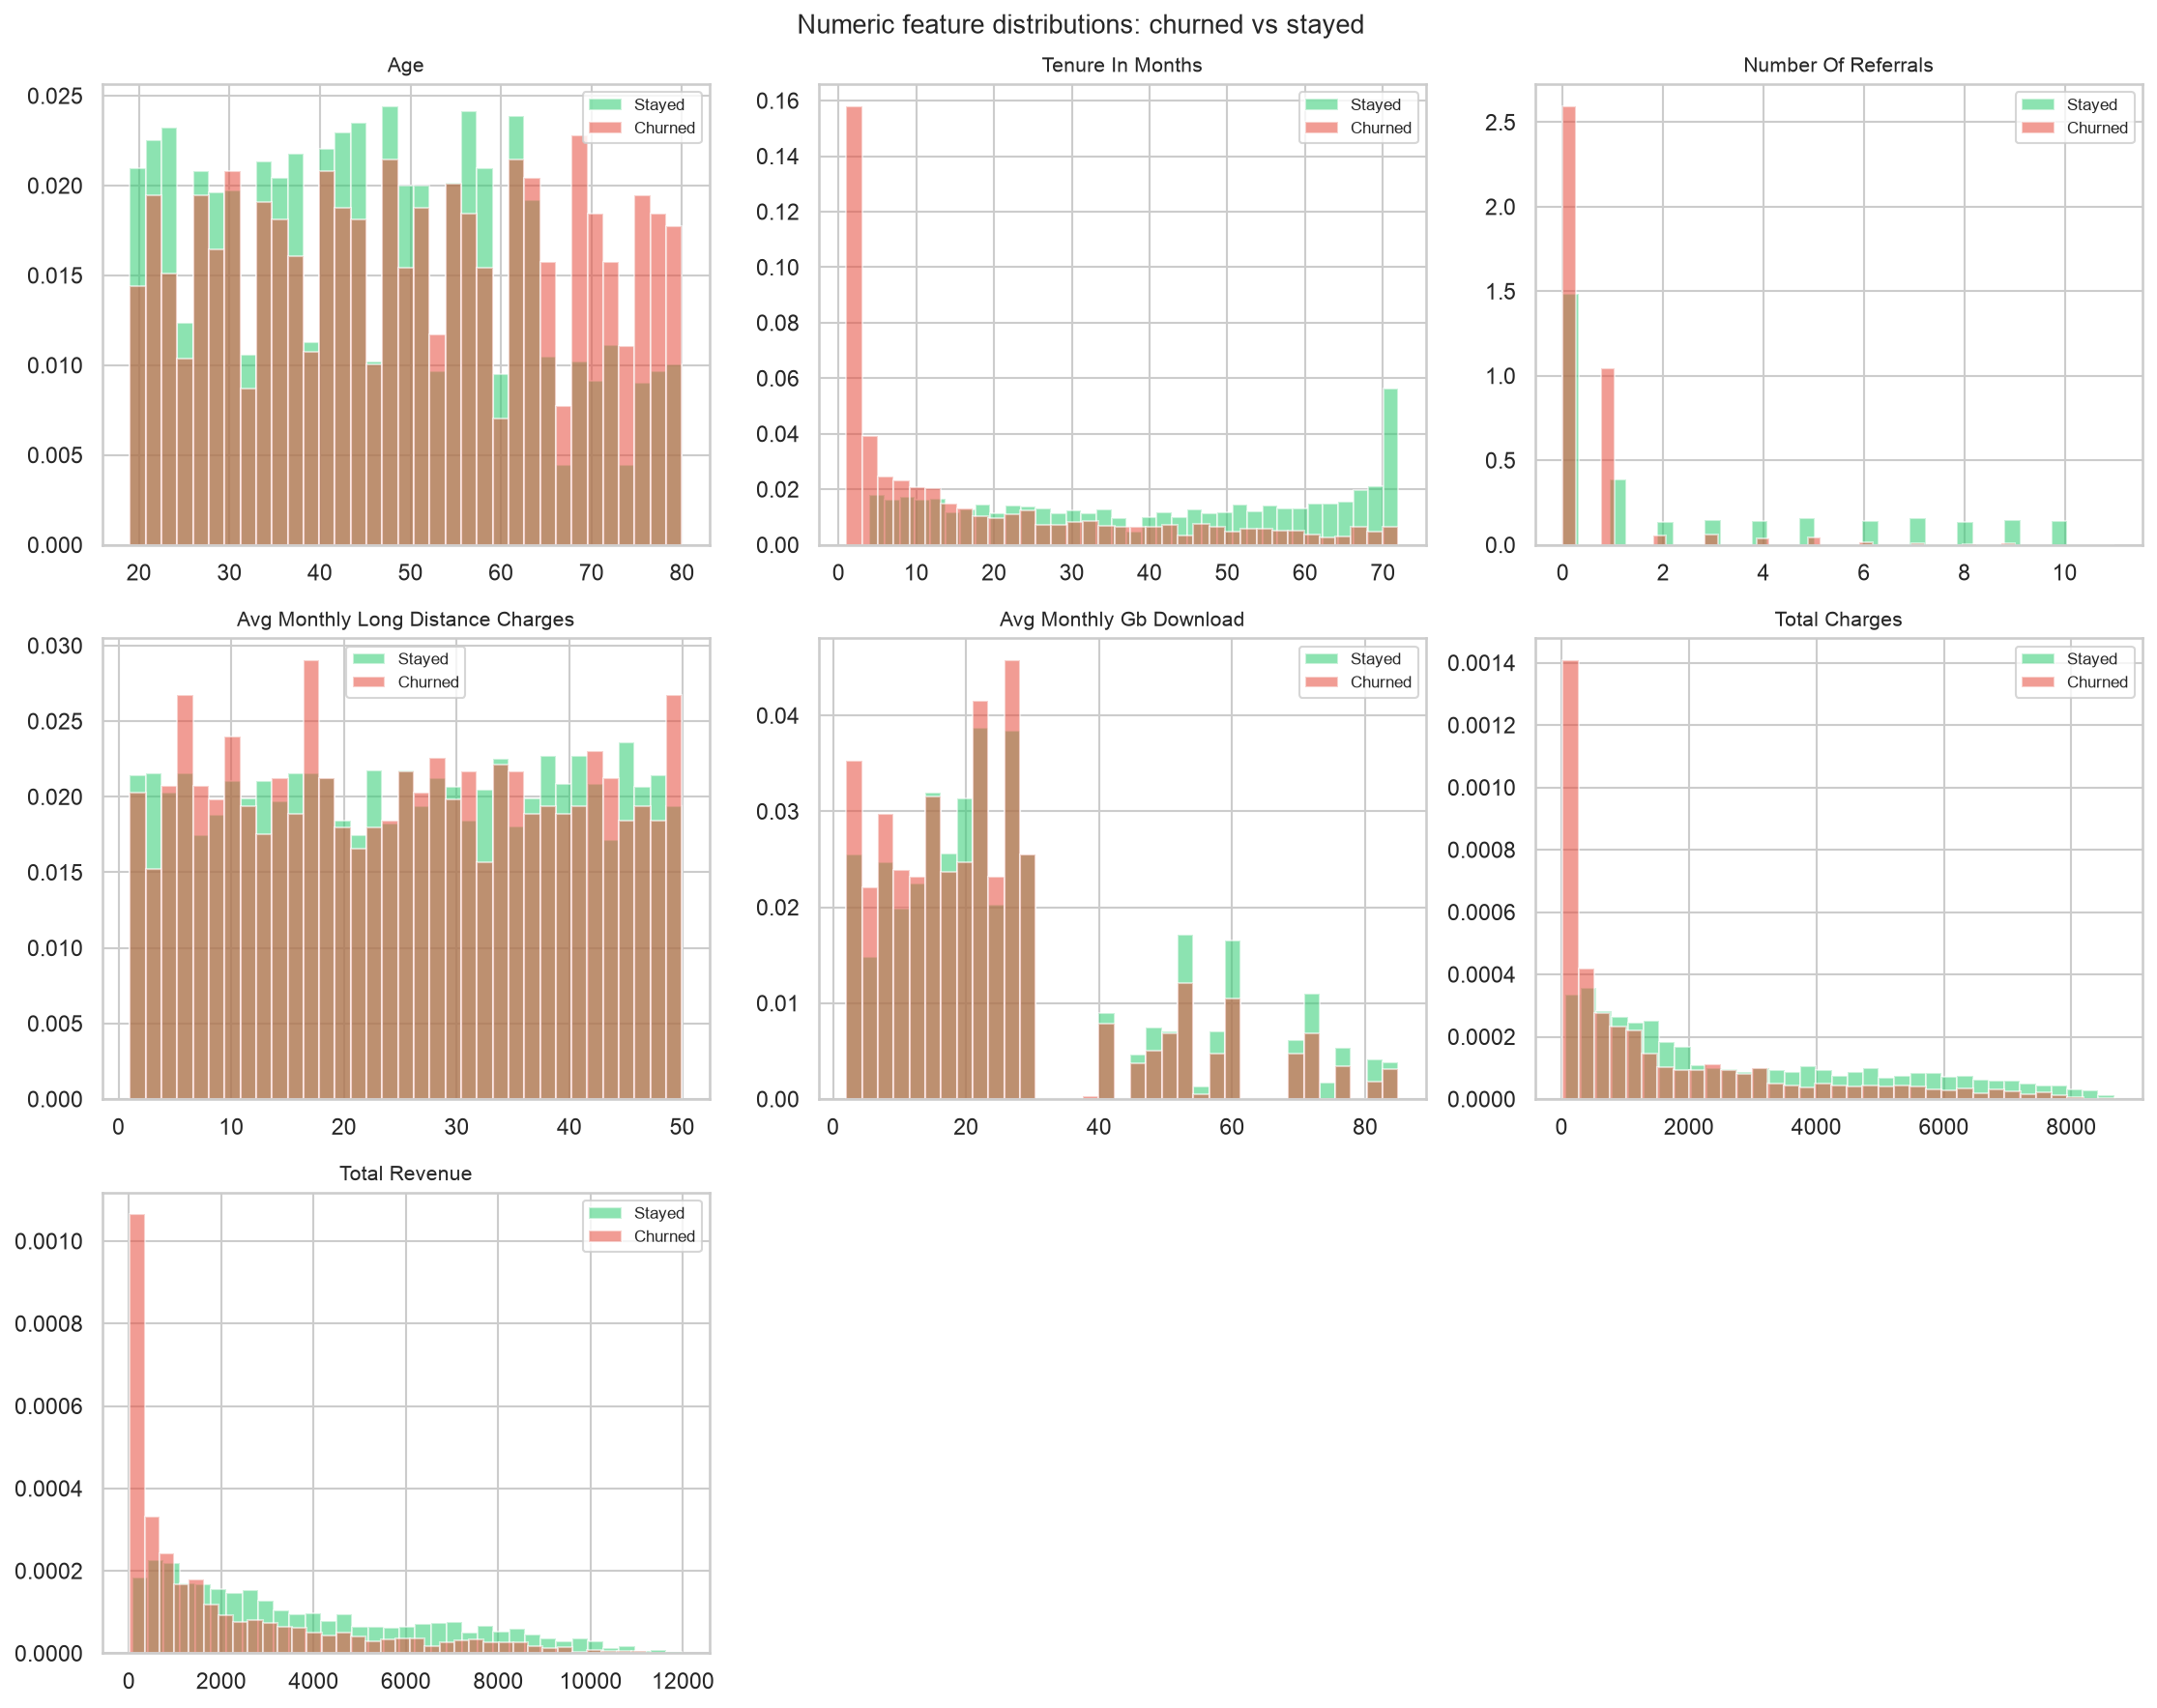 Numeric feature distributions: churned vs stayed
Age
Stayed
Churned
0.025
0.020
0.015
0.010
0.005
0.000
20 30 40 50 60 70 80
Tenure In Months
Stayed
Churned
0.16
0.14
0.12
0.10
0.08
0.06
0.04
0.02
0.00
0 10 20 30 40 50 60 70
Number Of Referrals
Stayed
Churned
2.5
2.0
1.5
1.0
0.5
0.0
0 2 4 6 8 10
Avg Monthly Long Distance Charges
Stayed
Churned
0.030
0.025
0.020
0.015
0.010
0.005
0.000
0 10 20 30 40 50
Avg Monthly Gb Download
Stayed
Churned
0.04
0.03
0.02
0.01
0.00
0 20 40 60 80
Total Charges
Stayed
Churned
0.0014
0.0012
0.0010
0.0008
0.0006
0.0004
0.0002
0.0000
0 2000 4000 6000 8000
Total Revenue
Stayed
Churned
0.0010
0.0008
0.0006
0.0004
0.0002
0.0000
0 2000 4000 6000 8000 10000 12000